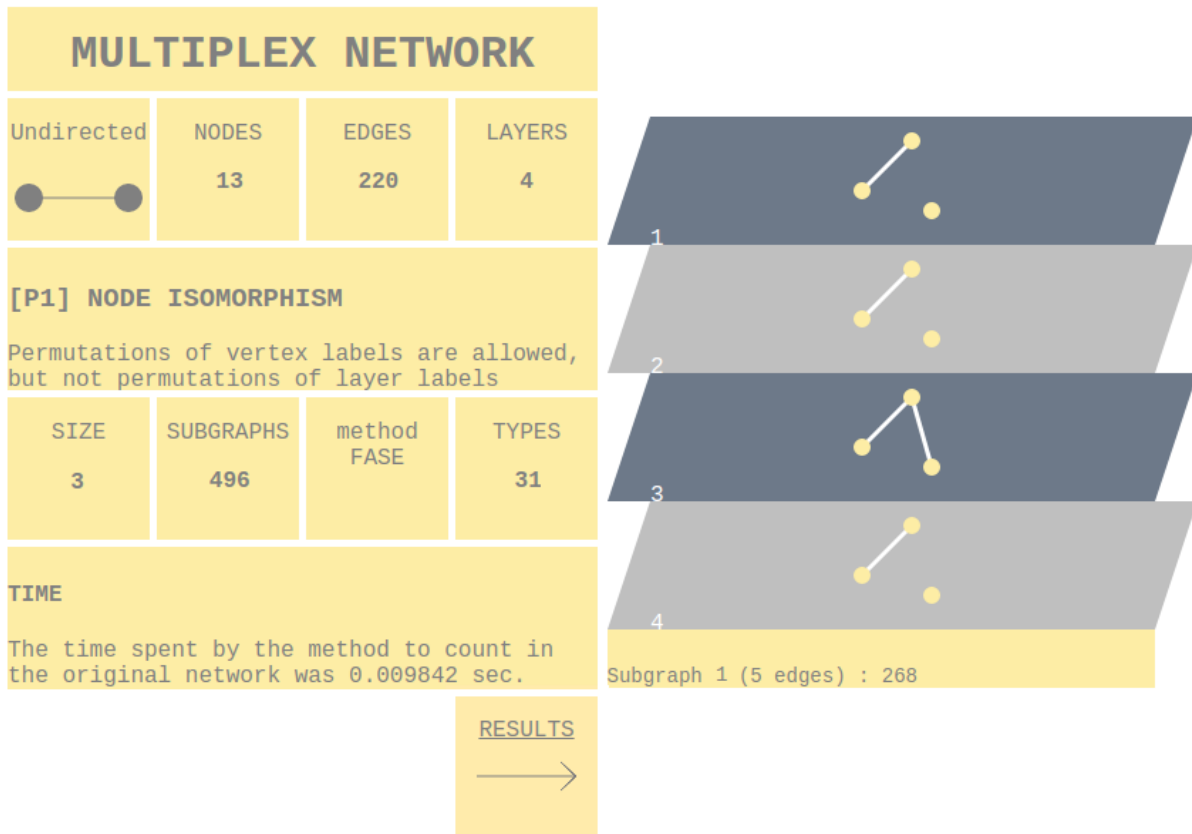 MULTIPLEX NETWORK
Undirected
NODES
13
EDGES
220
LAYERS
4
[P1] NODE ISOMORPHISM
Permutations of vertex labels are allowed,
but not permutations of layer labels
SIZE
3
SUBGRAPHS
496
method
FASE
TYPES
31
TIME
The time spent by the method to count in
the original network was 0.009842 sec.
RESULTS
1
2
3
4
Subgraph 1 (5 edges) : 268